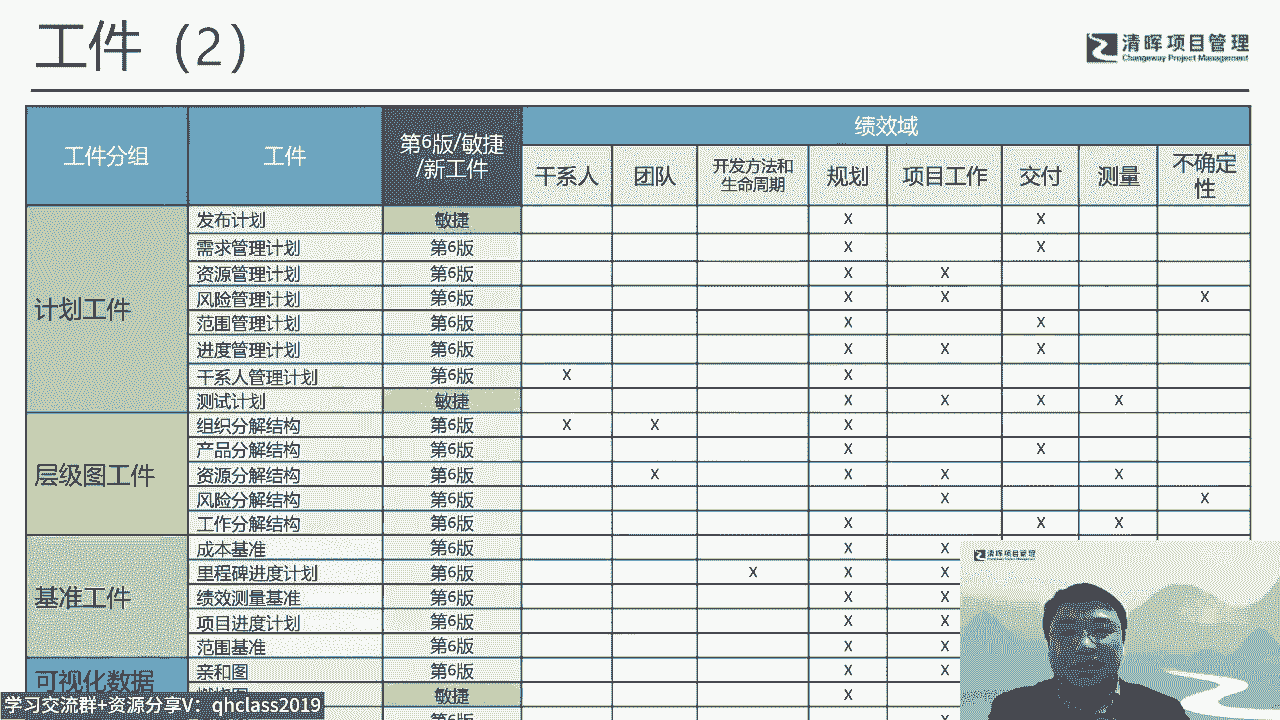 工件（2）
清晖项目管理
Changeway Project Management
工件分组 工件 第6版/敏捷/新工件 绩效域
干系人 团队 开发方法和生命周期 规划 项目工作 交付 测量 不确定性
计划工件
发布计划 敏捷 X X
需求管理计划 第6版 X X
资源管理计划 第6版 X X
风险管理计划 第6版 X X X
范围管理计划 第6版 X X
进度管理计划 第6版 X X X
干系人管理计划 第6版 X X
测试计划 敏捷 X X X X
层级图工件
组织分解结构 第6版 X X X
产品分解结构 第6版 X X
资源分解结构 第6版 X X X X
风险分解结构 第6版 X X
工作分解结构 第6版 X X X
基准工件
成本基准 第6版 X X
里程碑进度计划 第6版 X X X
绩效测量基准 第6版 X X
项目进度计划 第6版 X X
范围基准 第6版 X X
可视化数据
亲和图 第6版 X X
敏捷 X
第6版 X
清晖项目管理
学习交流群+资源分享V：qhclass2019